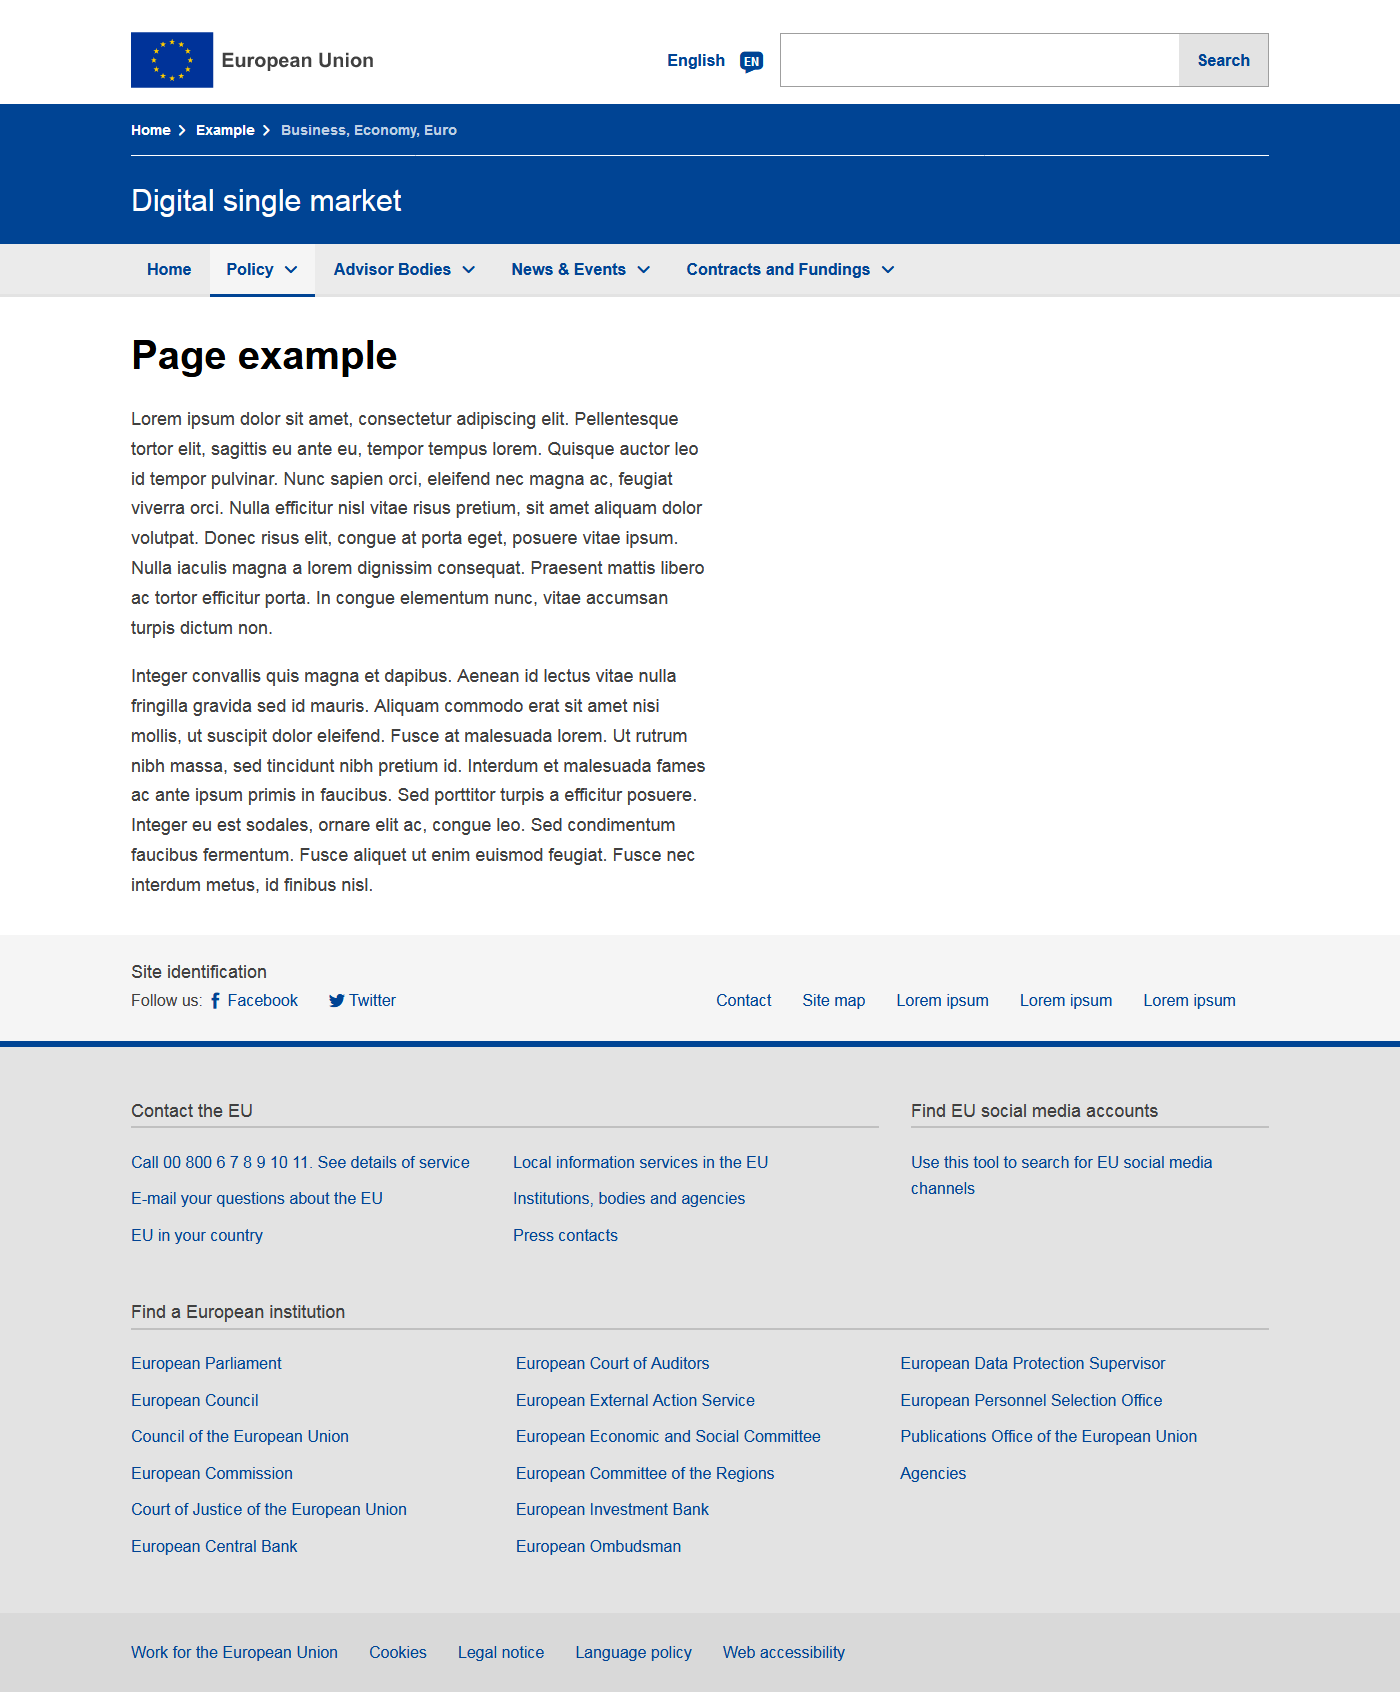 European Union
English EN Search
Home Example Business, Economy, Euro
Digital single market
Home Policy Advisor Bodies News & Events Contracts and Fundings
Page example
Lorem ipsum dolor sit amet, consectetur adipiscing elit. Pellentesque
tortor elit, sagittis eu ante eu, tempor tempus lorem. Quisque auctor leo
id tempor pulvinar. Nunc sapien orci, eleifend nec magna ac, feugiat
viverra orci. Nulla efficitur nisl vitae risus pretium, sit amet aliquam dolor
volutpat. Donec risus elit, congue at porta eget, posuere vitae ipsum.
Nulla iaculis magna a lorem dignissim consequat. Praesent mattis libero
ac tortor efficitur porta. In congue elementum nunc, vitae accumsan
turpis dictum non.
Integer convallis quis magna et dapibus. Aenean id lectus vitae nulla
fringilla gravida sed id mauris. Aliquam commodo erat sit amet nisi
mollis, ut suscipit dolor eleifend. Fusce at malesuada lorem. Ut rutrum
nibh massa, sed tincidunt nibh pretium id. Interdum et malesuada fames
ac ante ipsum primis in faucibus. Sed porttitor turpis a efficitur posuere.
Integer eu est sodales, ornare elit ac, congue leo. Sed condimentum
faucibus fermentum. Fusce aliquet ut enim euismod feugiat. Fusce nec
interdum metus, id finibus nisl.
Site identification
Follow us: Facebook Twitter Contact Site map Lorem ipsum Lorem ipsum Lorem ipsum
Contact the EU
Call 00 800 6 7 8 9 10 11. See details of service
E-mail your questions about the EU
EU in your country
Local information services in the EU
Institutions, bodies and agencies
Press contacts
Find EU social media accounts
Use this tool to search for EU social media
channels
Find a European institution
European Parliament
European Council
Council of the European Union
European Commission
Court of Justice of the European Union
European Central Bank
European Court of Auditors
European External Action Service
European Economic and Social Committee
European Committee of the Regions
European Investment Bank
European Ombudsman
European Data Protection Supervisor
European Personnel Selection Office
Publications Office of the European Union
Agencies
Work for the European Union Cookies Legal notice Language policy Web accessibility